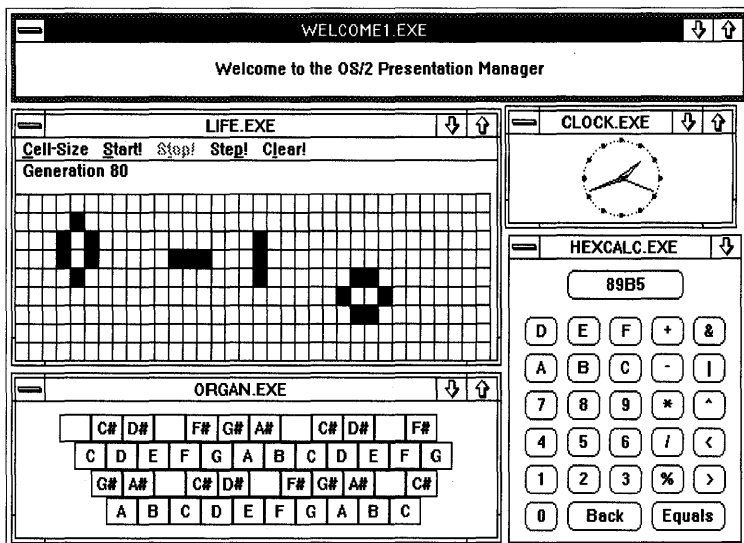 WELCOME1.EXE
Welcome to the OS/2 Presentation Manager
LIFE.EXE
Cell-Size Start! Stop! Step! Clear!
Generation 80
CLOCK.EXE
HEXCALC.EXE
89B5
D E F + &
A B C - |
7 8 9 * ^
4 5 6 / <
1 2 3 % >
0 Back Equals
ORGAN.EXE
C# D# F# G# A# C# D# F#
C D E F G A B C D E F G
G# A# C# D# F# G# A# C#
A B C D E F G A B C